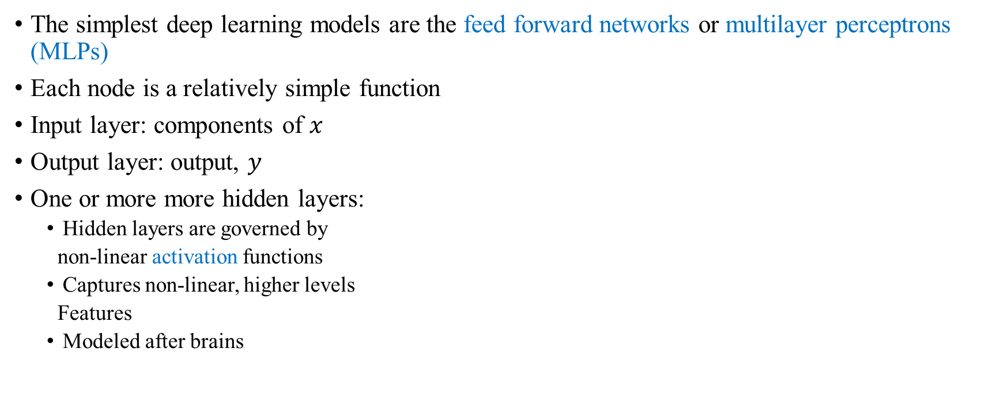 • The simplest deep learning models are the feed forward networks or multilayer perceptrons
(MLPs)
• Each node is a relatively simple function
• Input layer: components of 𝑥
• Output layer: output, 𝑦
• One or more more hidden layers:
• Hidden layers are governed by
non-linear activation functions
• Captures non-linear, higher levels
Features
• Modeled after brains